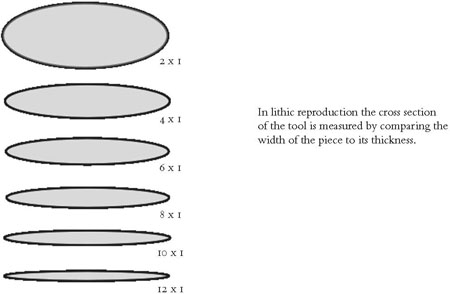 2 x 1
4 x 1
6 x 1
8 x 1
10 x 1
12 x 1
In lithic reproduction the cross section
of the tool is measured by comparing the
width of the piece to its thickness.